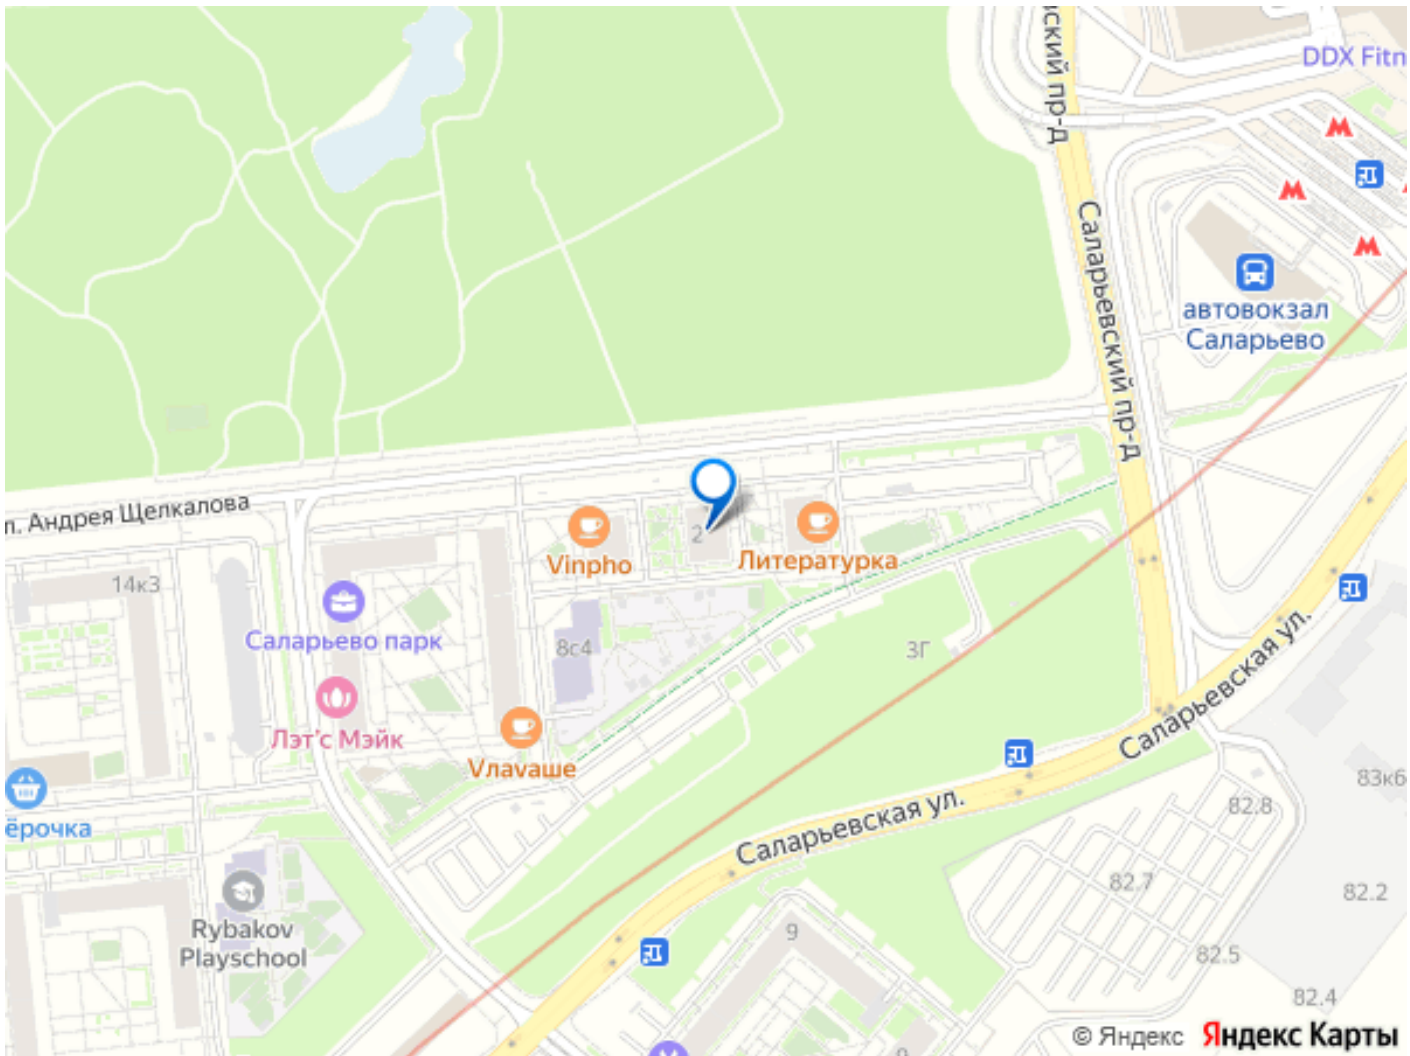 ский пр-д
DDX Fitn
Саларьевский пр-д
автовокзал
Саларьево
л. Андрея Щелкалова
Vinpho
2
Литературка
14к3
Саларьево парк
8с4
3Г
Лэт'с Мэйк
Vлаvаше
Саларьевская ул.
Саларьевская ул.
83к6
82.8
ёрочка
82.7
82.2
Rybakov
Playschool
9
82.5
82.4
9
© Яндекс Яндекс Карты